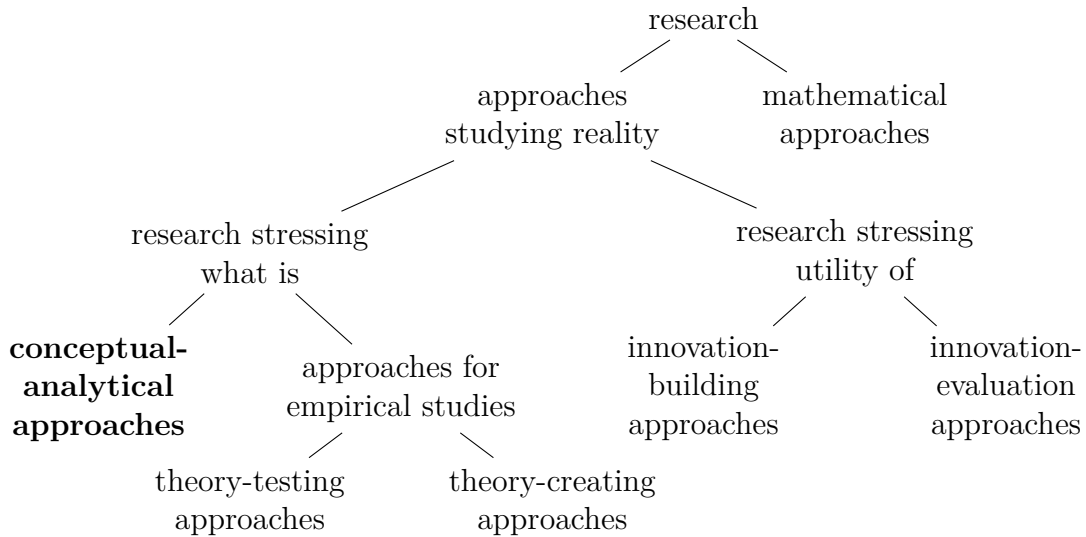 research
approaches
studying reality
mathematical
approaches
research stressing
what is
research stressing
utility of
conceptual-
analytical
approaches
approaches for
empirical studies
innovation-
building
approaches
innovation-
evaluation
approaches
theory-testing
approaches
theory-creating
approaches